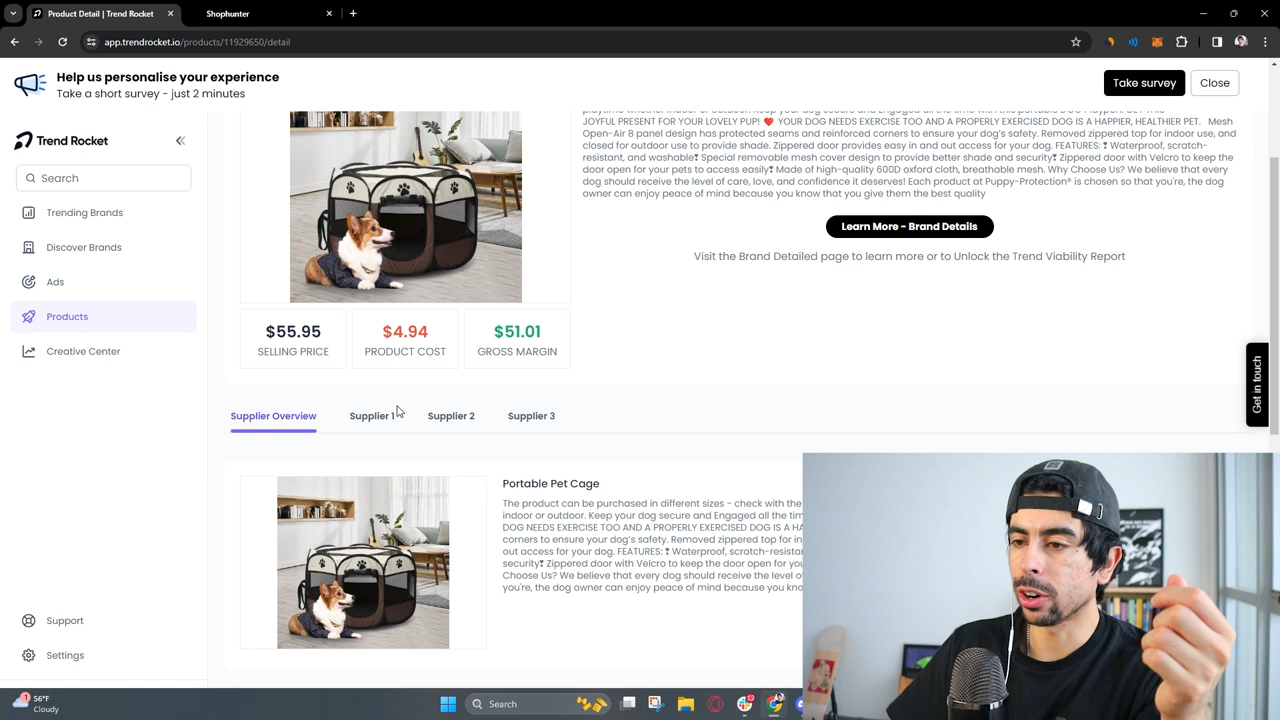 Product Detail | Trend Rocket
Shophunter
app.trendrocket.io/products/11929650/detail
Help us personalise your experience
Take a short survey - just 2 minutes
Take survey
Close
Trend Rocket
Search
Trending Brands
Discover Brands
Ads
Products
Creative Center
Support
Settings
JOYFUL PRESENT FOR YOUR LOVELY PUP! ❤️ YOUR DOG NEEDS EXERCISE TOO AND A PROPERLY EXERCISED DOG IS A HAPPIER, HEALTHIER PET. Mesh
Open-Air 8 panel design has protected seams and reinforced corners to ensure your dog's safety. Removed zippered top for indoor use, and
closed for outdoor use to provide shade. Zippered door provides easy in and out access for your dog. FEATURES: ❢ Waterproof, scratch-
resistant, and washable❢ Special removable mesh cover design to provide better shade and security❢ Zippered door with Velcro to keep the
door open for your pets to access easily❢ Made of high-quality 600D oxford cloth, breathable mesh. Why Choose Us? We believe that every
dog should receive the level of care, love, and confidence it deserves! Each product at Puppy-Protection® is chosen so that you're, the dog
owner can enjoy peace of mind because you know that you give them the best quality
Learn More - Brand Details
Visit the Brand Detailed page to learn more or to Unlock the Trend Viability Report
$55.95
SELLING PRICE
$4.94
PRODUCT COST
$51.01
GROSS MARGIN
Get in touch
Supplier Overview
Supplier 1
Supplier 2
Supplier 3
Portable Pet Cage
The product can be purchased in different sizes - check with the
indoor or outdoor. Keep your dog secure and Engaged all the tim
DOG NEEDS EXERCISE TOO AND A PROPERLY EXERCISED DOG IS A HA
corners to ensure your dog's safety. Removed zippered top for in
out access for your dog. FEATURES: ❢ Waterproof, scratch-resista
security❢ Zippered door with Velcro to keep the door open for you
Choose Us? We believe that every dog should receive the level o
you're, the dog owner can enjoy peace of mind because you kno
56°F
Cloudy
Search
12